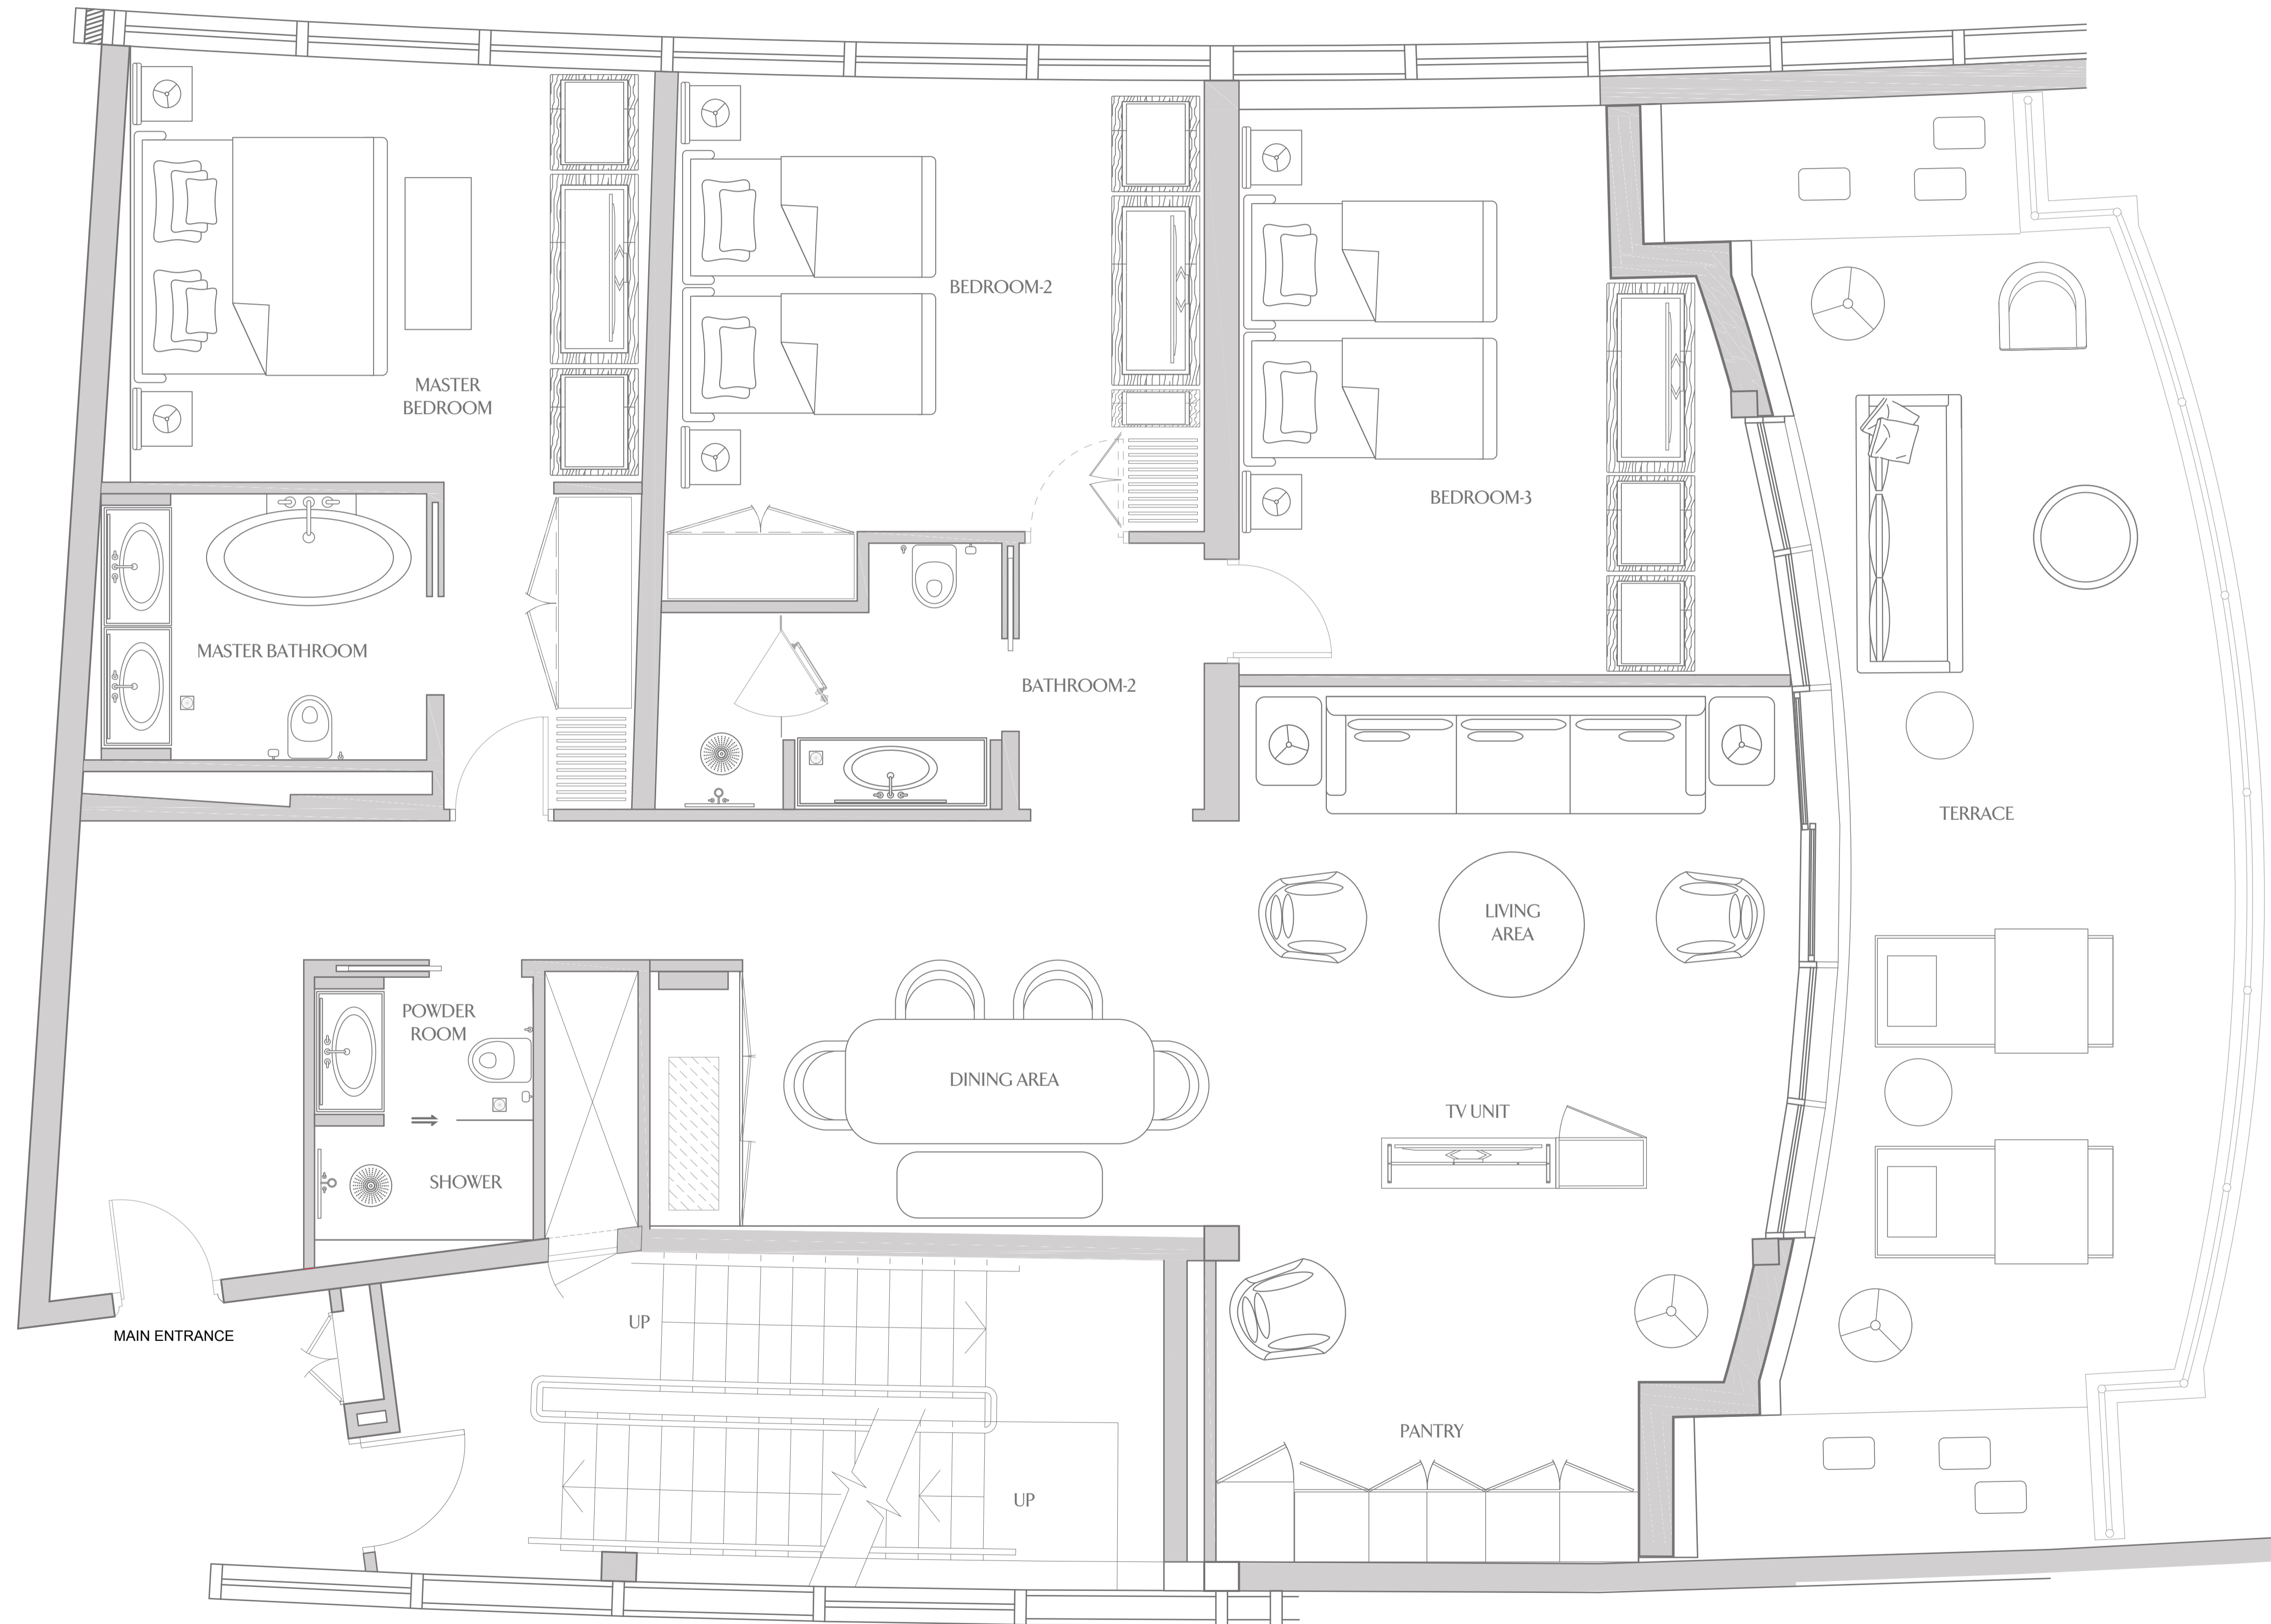 BEDROOM-2
MASTER
BEDROOM
BEDROOM-3
MASTER BATHROOM
BATHROOM-2
TERRACE
LIVING
AREA
POWDER
ROOM
DINING AREA
TV UNIT
SHOWER
UP
MAIN ENTRANCE
PANTRY
UP